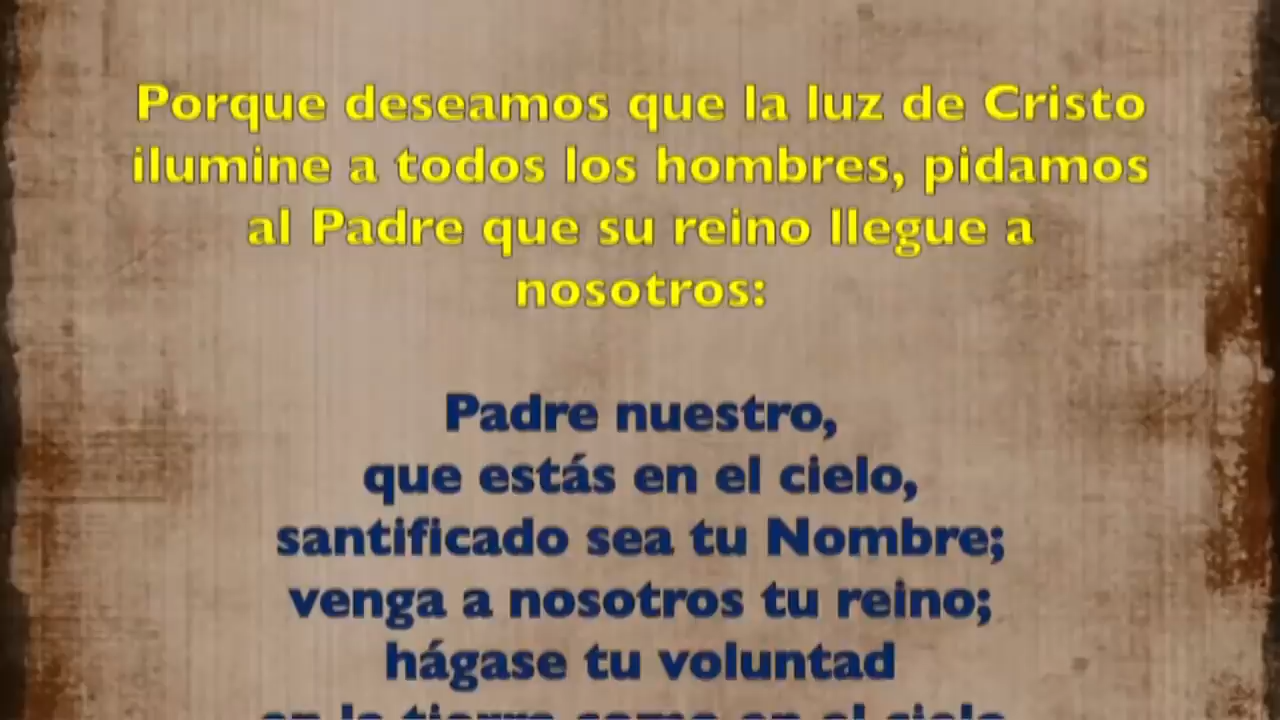 Porque deseamos que la luz de Cristo
ilumine a todos los hombres, pidamos
al Padre que su reino llegue a
nosotros:
Padre nuestro,
que estás en el cielo,
santificado sea tu Nombre;
venga a nosotros tu reino;
hágase tu voluntad
en la tierra como en el cielo